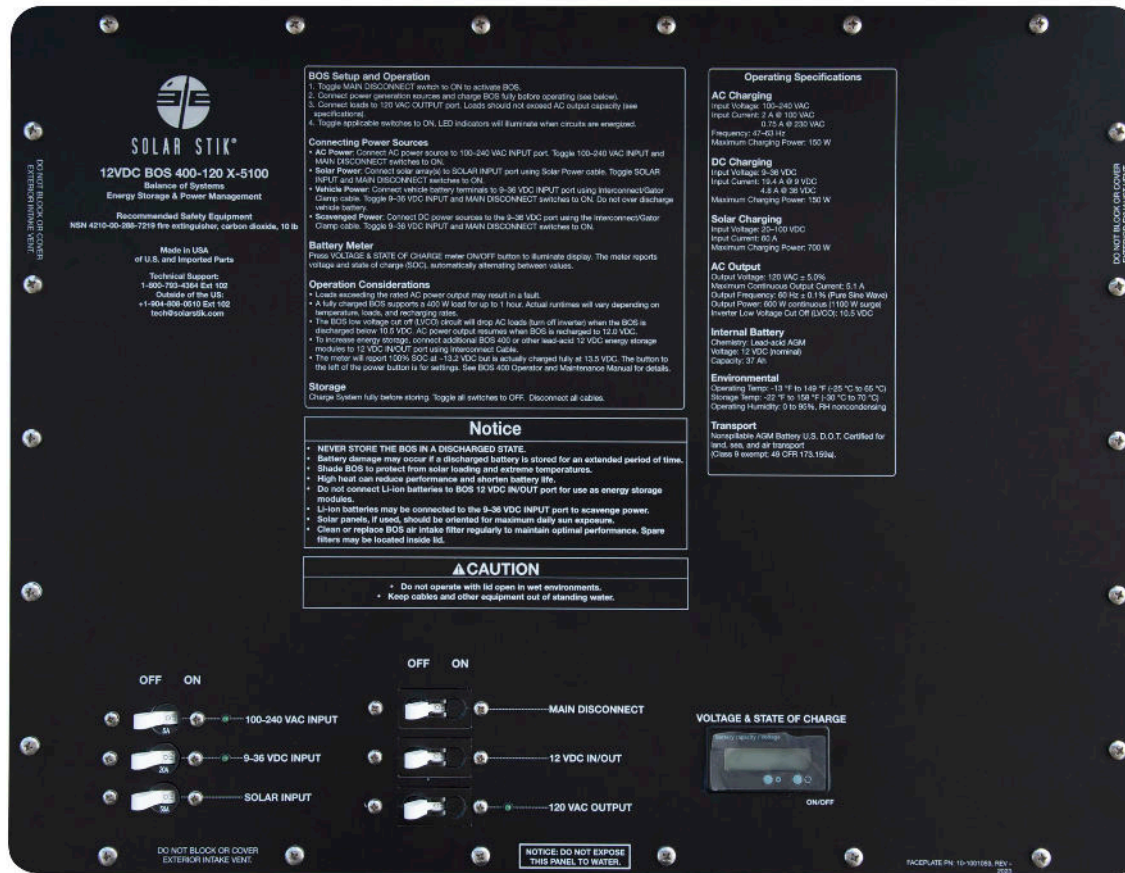 SOLAR STIK®
12VDC BOS 400-120 X-5100
Balance of Systems
Energy Storage & Power Management
Recommended Safety Equipment
NSN 4210-00-288-7219 fire extinguisher, carbon dioxide, 10 lb
Made in USA
of U.S. and Imported Parts
Technical Support:
1-800-793-4364 Ext 102
Outside of the US:
+1-904-808-0510 Ext 102
tech@solarstik.com
DO NOT BLOCK OR COVER
EXTERIOR INTAKE VENT.
BOS Setup and Operation
1. Toggle MAIN DISCONNECT switch to ON to activate BOS.
2. Connect power generation sources and charge BOS fully before operating (see below).
3. Connect loads to 120 VAC OUTPUT port. Loads should not exceed AC output capacity (see
specifications).
4. Toggle applicable switches to ON. LED indicators will illuminate when circuits are energized.
Connecting Power Sources
• AC Power: Connect AC power source to 100-240 VAC INPUT port. Toggle 100-240 VAC INPUT and
MAIN DISCONNECT switches to ON.
• Solar Power: Connect solar array(s) to SOLAR INPUT port using Solar Power cable. Toggle SOLAR
INPUT and MAIN DISCONNECT switches to ON.
• Vehicle Power: Connect vehicle battery terminals to 9-36 VDC INPUT port using Interconnect/Gator
Clamp cable. Toggle 9-36 VDC INPUT and MAIN DISCONNECT switches to ON. Do not over discharge
vehicle battery.
• Scavenged Power: Connect DC power sources to the 9-36 VDC port using the Interconnect/Gator
Clamp cable. Toggle 9-36 VDC INPUT and MAIN DISCONNECT switches to ON.
Battery Meter
Press VOLTAGE & STATE OF CHARGE meter ON/OFF button to illuminate display. The meter reports
voltage and state of charge (SOC), automatically alternating between values.
Operation Considerations
• Loads exceeding the rated AC power output may result in a fault.
• A fully charged BOS supports a 400 W load for up to 1 hour. Actual runtimes will vary depending on
temperature, loads, and recharging rates.
• The BOS low voltage cut off (LVCO) circuit will drop AC loads (turn off inverter) when the BOS is
discharged below 10.5 VDC. AC power output resumes when BOS is recharged to 12.0 VDC.
• To increase energy storage, connect additional BOS 400 or other lead-acid 12 VDC energy storage
modules to 12 VDC IN/OUT port using Interconnect Cable.
• The meter will report 100% SOC at ~13.2 VDC but is actually charged fully at 13.5 VDC. The button to
the left of the power button is for settings. See BOS 400 Operator and Maintenance Manual for details.
Storage
Charge System fully before storing. Toggle all switches to OFF. Disconnect all cables.
Notice
• NEVER STORE THE BOS IN A DISCHARGED STATE.
• Battery damage may occur if a discharged battery is stored for an extended period of time.
• Shade BOS to protect from solar loading and extreme temperatures.
• High heat can reduce performance and shorten battery life.
• Do not connect Li-ion batteries to BOS 12 VDC IN/OUT port for use as energy storage
modules.
• Li-ion batteries may be connected to the 9-36 VDC INPUT port to scavenge power.
• Solar panels, if used, should be oriented for maximum daily sun exposure.
• Clean or replace BOS air intake filter regularly to maintain optimal performance. Spare
filters may be located inside lid.
⚠CAUTION
• Do not operate with lid open in wet environments.
• Keep cables and other equipment out of standing water.
Operating Specifications
AC Charging
Input Voltage: 100-240 VAC
Input Current: 2 A @ 100 VAC
0.75 A @ 230 VAC
Frequency: 47-63 Hz
Maximum Charging Power: 150 W
DC Charging
Input Voltage: 9-36 VDC
Input Current: 19.4 A @ 9 VDC
4.8 A @ 36 VDC
Maximum Charging Power: 150 W
Solar Charging
Input Voltage: 20-100 VDC
Input Current: 60 A
Maximum Charging Power: 700 W
AC Output
Output Voltage: 120 VAC ± 5.0%
Maximum Continuous Output Current: 5.1 A
Output Frequency: 60 Hz ± 0.1% (Pure Sine Wave)
Output Power: 600 W continuous (1100 W surge)
Inverter Low Voltage Cut Off (LVCO): 10.5 VDC
Internal Battery
Chemistry: Lead-acid AGM
Voltage: 12 VDC (nominal)
Capacity: 37 Ah
Environmental
Operating Temp: -13 °F to 149 °F (-25 °C to 65 °C)
Storage Temp: -22 °F to 158 °F (-30 °C to 70 °C)
Operating Humidity: 0 to 95%, RH noncondensing
Transport
Nonspillable AGM Battery U.S. D.O.T. Certified for
land, sea, and air transport
(Class 9 exempt: 49 CFR 173.159a).
DO NOT BLOCK OR COVER
OFF ON
100-240 VAC INPUT
5A
9-36 VDC INPUT
20A
SOLAR INPUT
OFF ON
MAIN DISCONNECT
12 VDC IN/OUT
120 VAC OUTPUT
VOLTAGE & STATE OF CHARGE
Battery capacity / Voltage
ON/OFF
DO NOT BLOCK OR COVER
EXTERIOR INTAKE VENT.
NOTICE: DO NOT EXPOSE
THIS PANEL TO WATER.
FACEPLATE PN: 10-1001059, REV -
2023